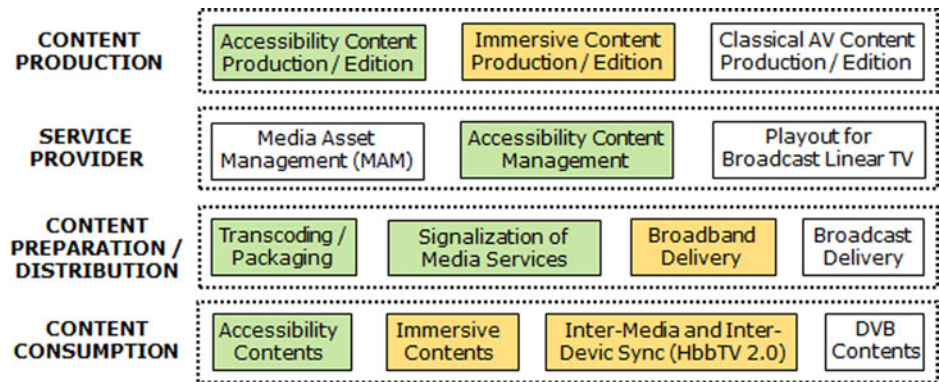 CONTENT
PRODUCTION
Accessibility Content
Production / Edition
Immersive Content
Production / Edition
Classical AV Content
Production / Edition
SERVICE
PROVIDER
Media Asset
Management (MAM)
Accessibility Content
Management
Playout for
Broadcast Linear TV
CONTENT
PREPARATION /
DISTRIBUTION
Transcoding /
Packaging
Signalization of
Media Services
Broadband
Delivery
Broadcast
Delivery
CONTENT
CONSUMPTION
Accessibility
Contents
Immersive
Contents
Inter-Media and Inter-
Devic Sync (HbbTV 2.0)
DVB
Contents